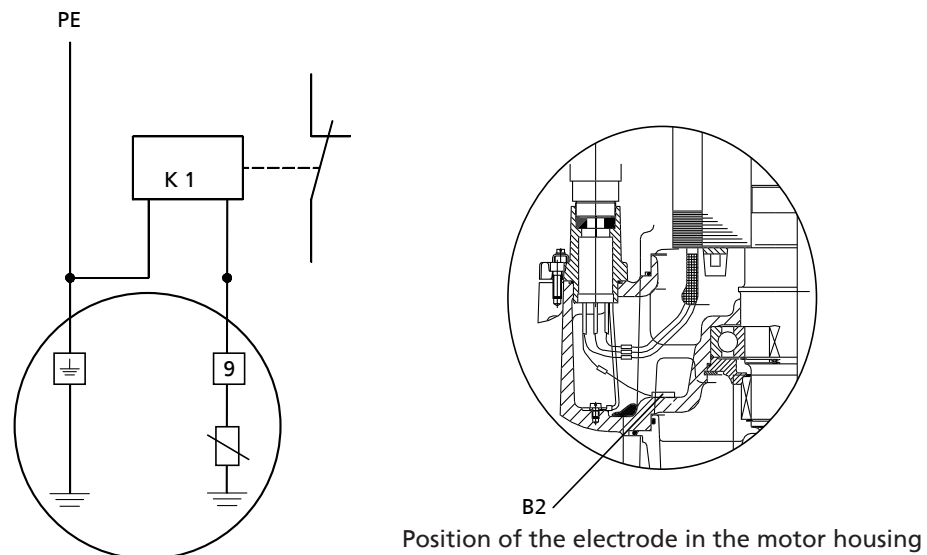 PE
K 1
9
B2
Position of the electrode in the motor housing